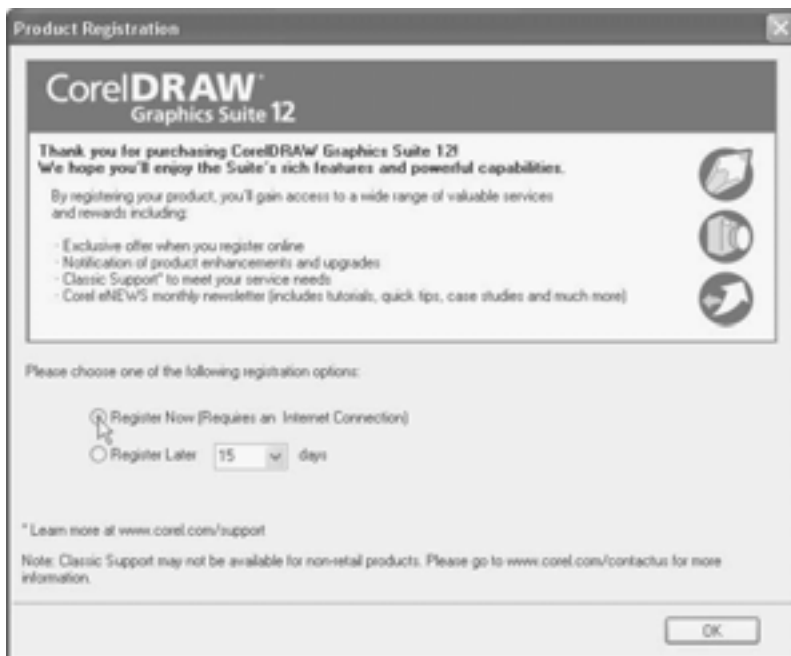 Product Registration
CorelDRAW
Graphics Suite 12
Thank you for purchasing CorelDRAW Graphics Suite 12!
We hope you'll enjoy the Suite's rich features and powerful capabilities.
By registering your product, you'll gain access to a wide range of valuable services
and rewards including:
· Exclusive offer when you register online
· Notification of product enhancements and upgrades
· Classic Support* to meet your service needs
· Corel eNEWS monthly newsletter (includes tutorials, quick tips, case studies and much more)
Please choose one of the following registration options:
Register Now (Requires an Internet Connection)
Register Later 15 days
* Learn more at www.corel.com/support
Note: Classic Support may not be available for non-retail products. Please go to www.corel.com/contactus for more
information.
OK